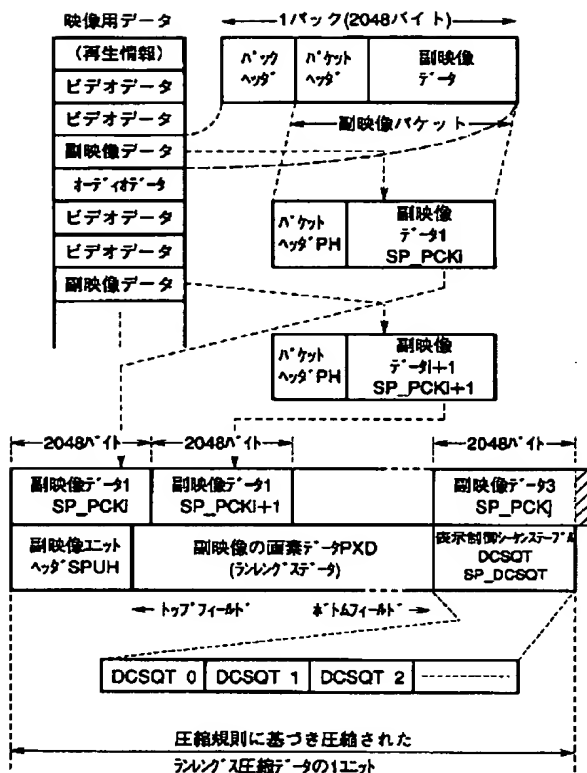 映像用データ
1パック(2048バイト)
(再生情報)
ビデオデータ
ビデオデータ
副映像データ
オーディオデータ
ビデオデータ
ビデオデータ
副映像データ
パック
ヘッダ
パケット
ヘッダ
副映像
データ
副映像パケット
パケット
ヘッダPH
副映像
データ1
SP_PCKi
パケット
ヘッダPH
副映像
データi+1
SP_PCKi+1
2048バイト
2048バイト
2048バイト
副映像データ1
SP_PCKi
副映像データ1
SP_PCKi+1
副映像データ3
SP_PCKj
副映像ユニット
ヘッダSPUH
副映像の画素データPXD
(ランレングスデータ)
表示制御シーケンステーブル
DCSQT
SP_DCSQT
トップフィールド
ボトムフィールド
DCSQT 0
DCSQT 1
DCSQT 2
圧縮規則に基づき圧縮された
ランレングス圧縮データの1ユニット